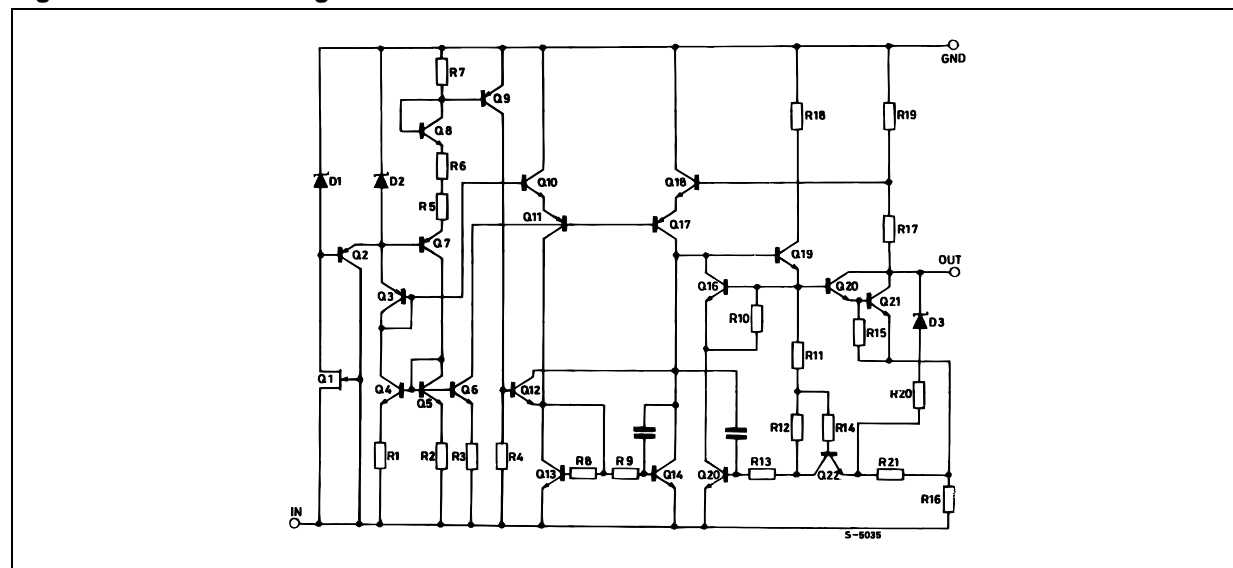 GND
R7
Q9
Q8
R18
R19
R6
D1
D2
Q10
Q18
R5
Q11
Q17
R17
Q2
Q7
Q19
OUT
Q3
Q16
Q20
Q21
R10
R15
D3
R11
Q1
Q4
Q5
Q6
Q12
R20
R12
R14
R1
R2
R3
R4
Q13
R8
R9
Q14
Q20
R13
Q22
R21
R16
IN
S-5035